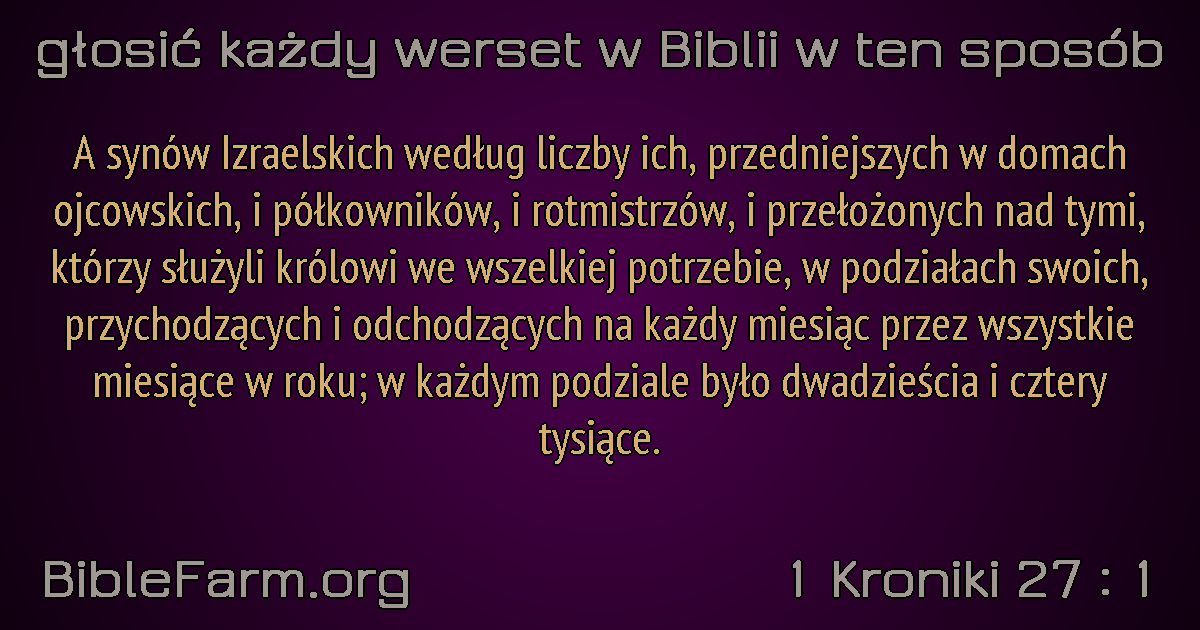 głosić każdy werset w Biblii w ten sposób
A synów Izraelskich według liczby ich, przedniejszych w domach
ojcowskich, i półkowników, i rotmistrzów, i przełożonych nad tymi,
którzy służyli królowi we wszelkiej potrzebie, w podziałach swoich,
przychodzących i odchodzących na każdy miesiąc przez wszystkie
miesiące w roku; w każdym podziale było dwadzieścia i cztery
tysiące.
BibleFarm.org
1 Kroniki 27 : 1